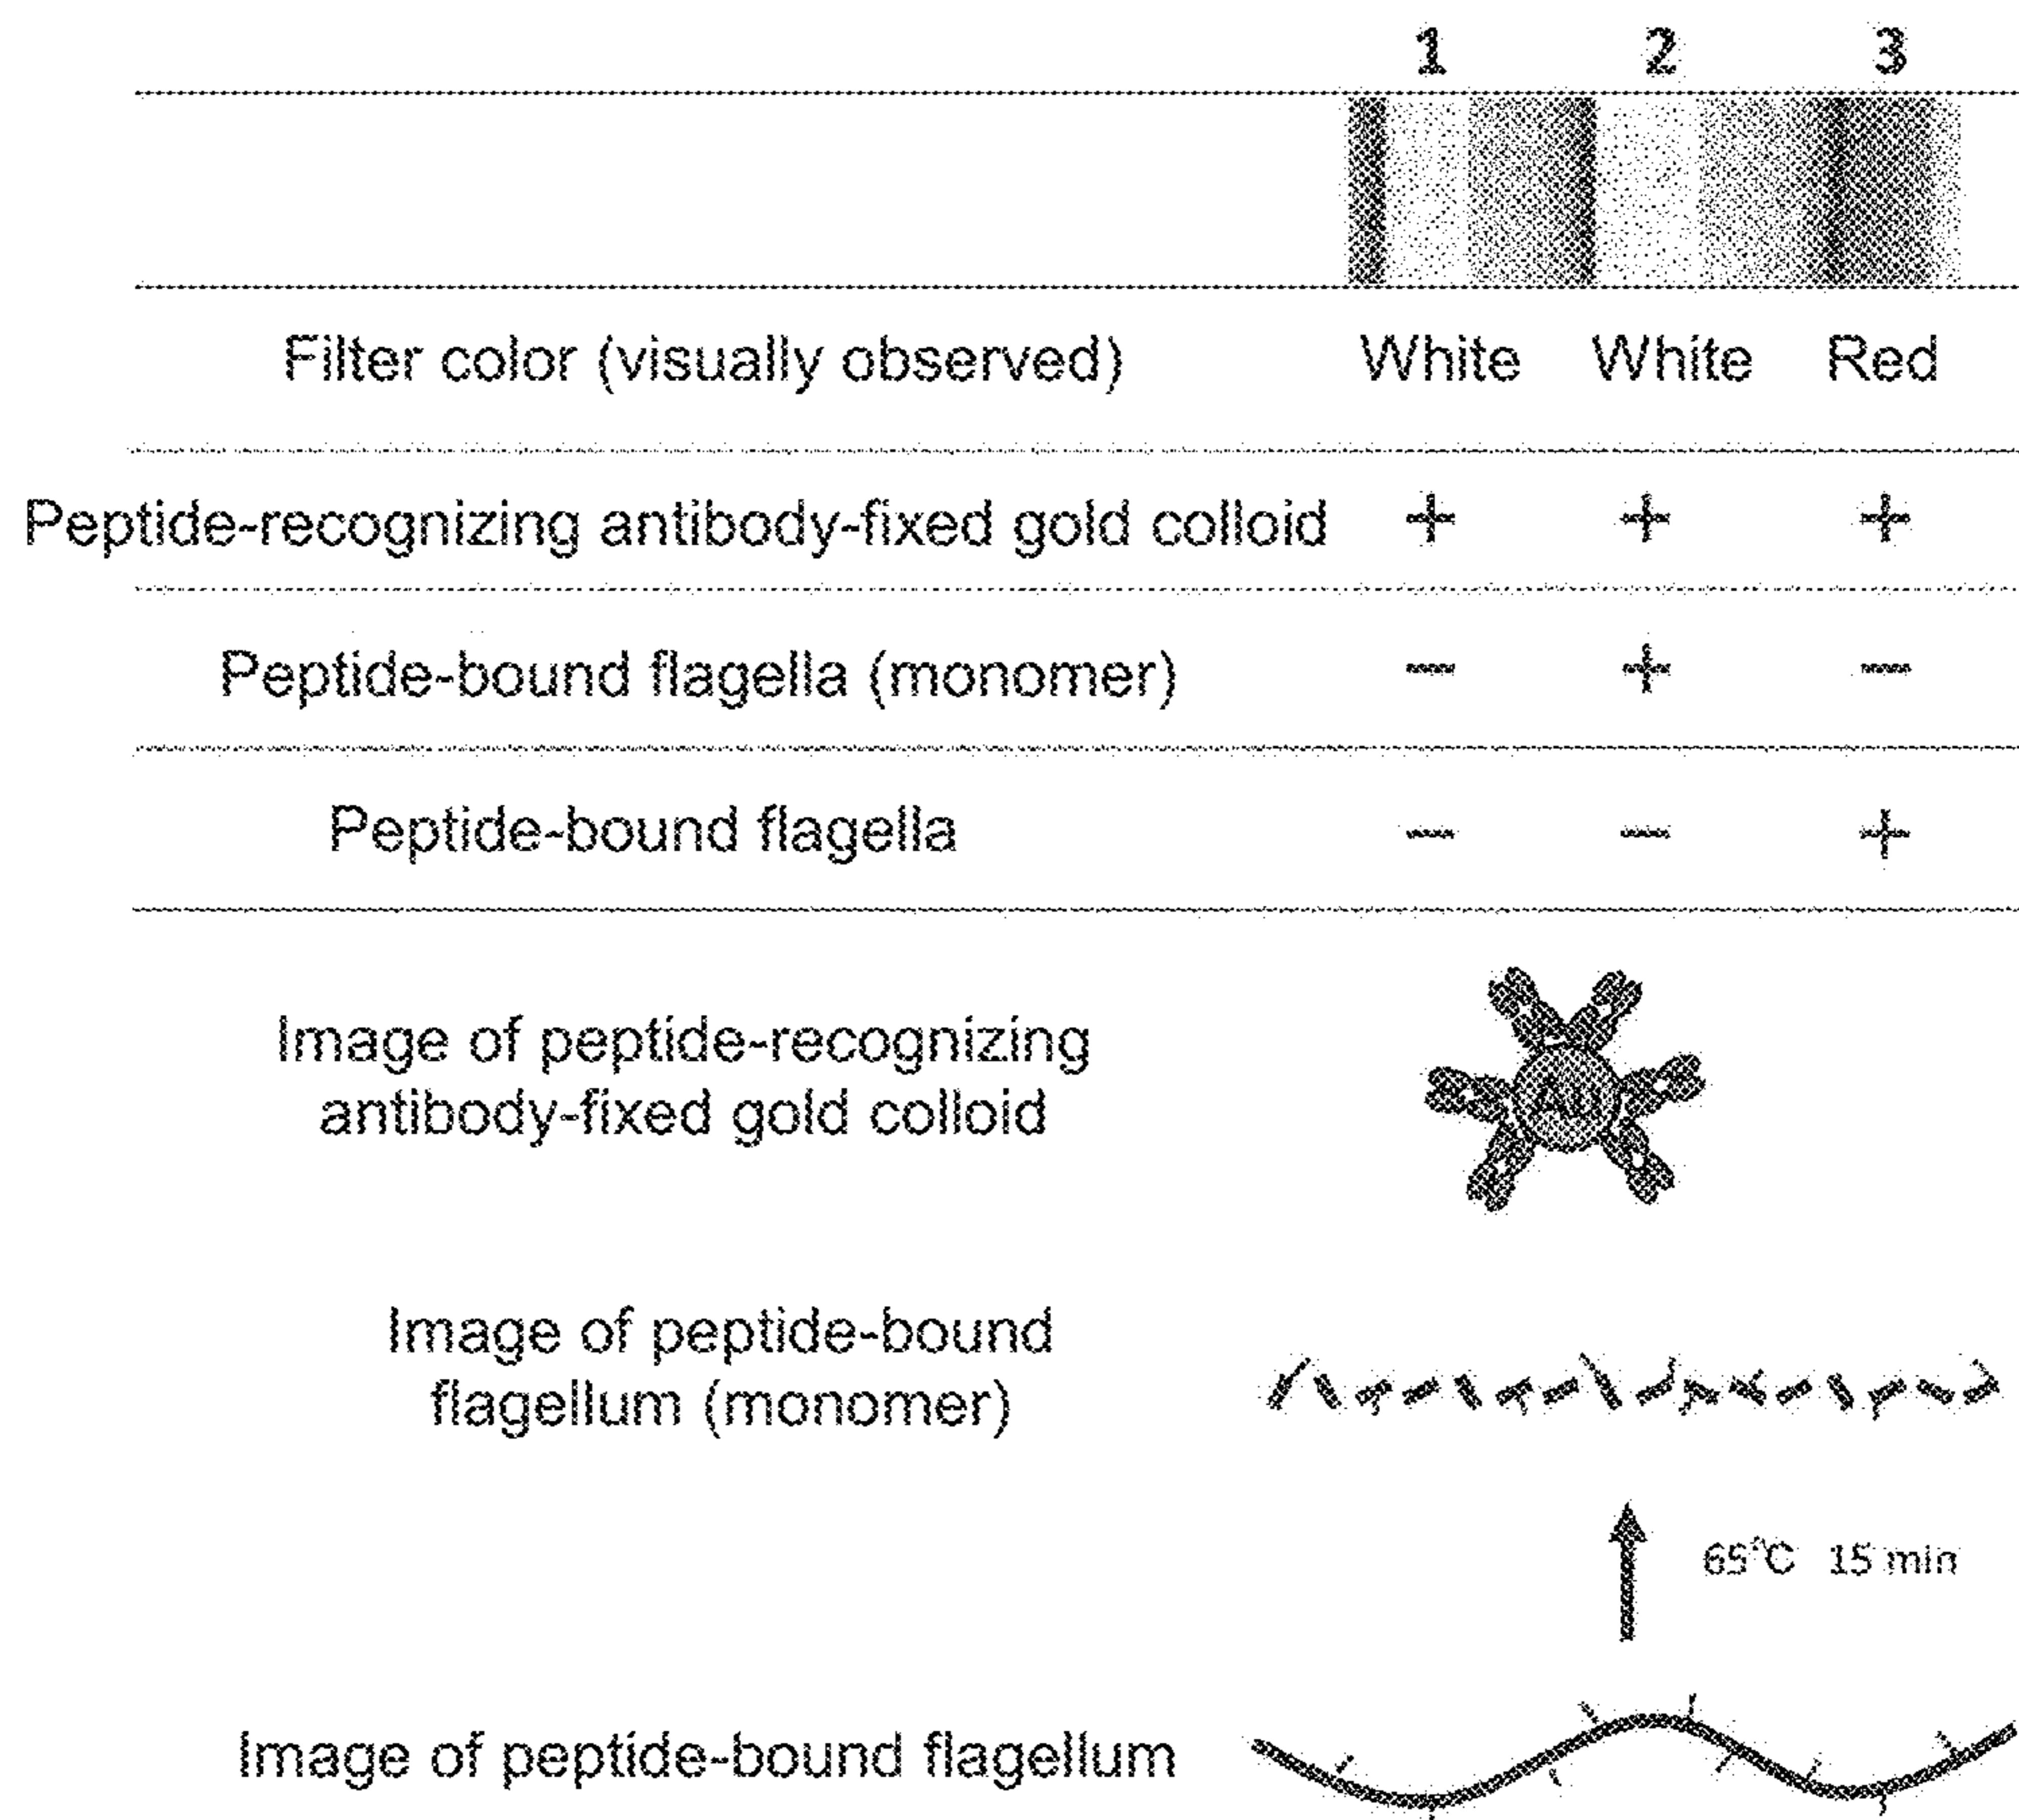 1 2 3
Filter color (visually observed) White White Red
Peptide-recognizing antibody-fixed gold colloid + + +
Peptide-bound flagella (monomer) − + −
Peptide-bound flagella − − +
Image of peptide-recognizing
antibody-fixed gold colloid
Au
Image of peptide-bound
flagellum (monomer)
65°C 15 min
Image of peptide-bound flagellum